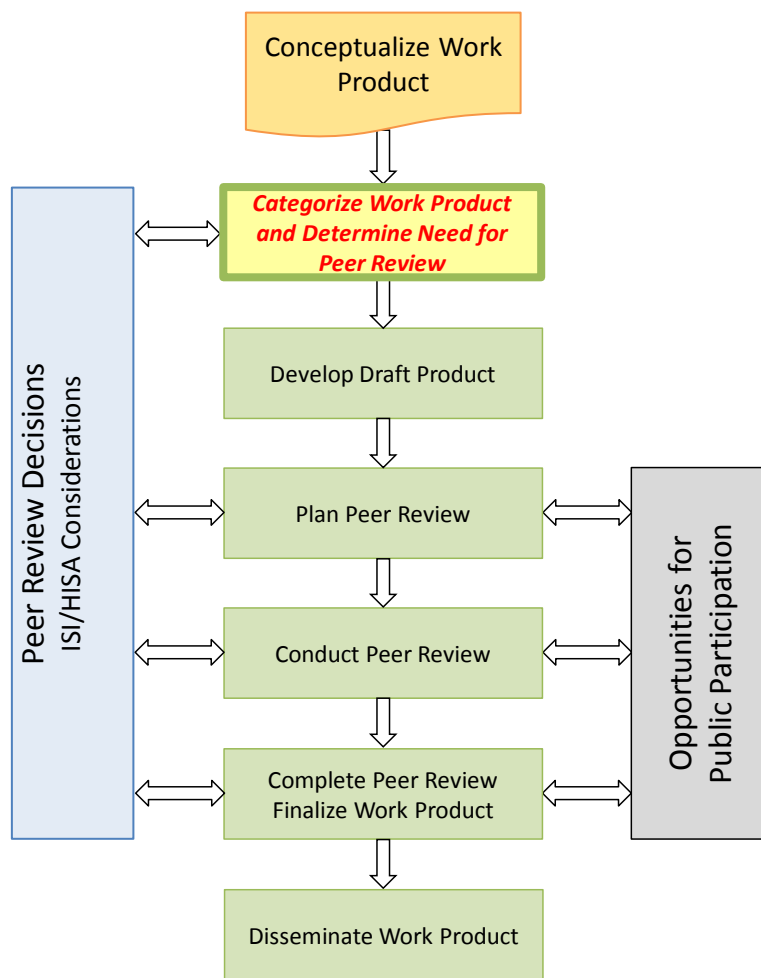 Conceptualize Work
Product
Categorize Work Product
and Determine Need for
Peer Review
Develop Draft Product
Plan Peer Review
Conduct Peer Review
Complete Peer Review
Finalize Work Product
Disseminate Work Product
Peer Review Decisions
ISI/HISA Considerations
Opportunities for
Public Participation